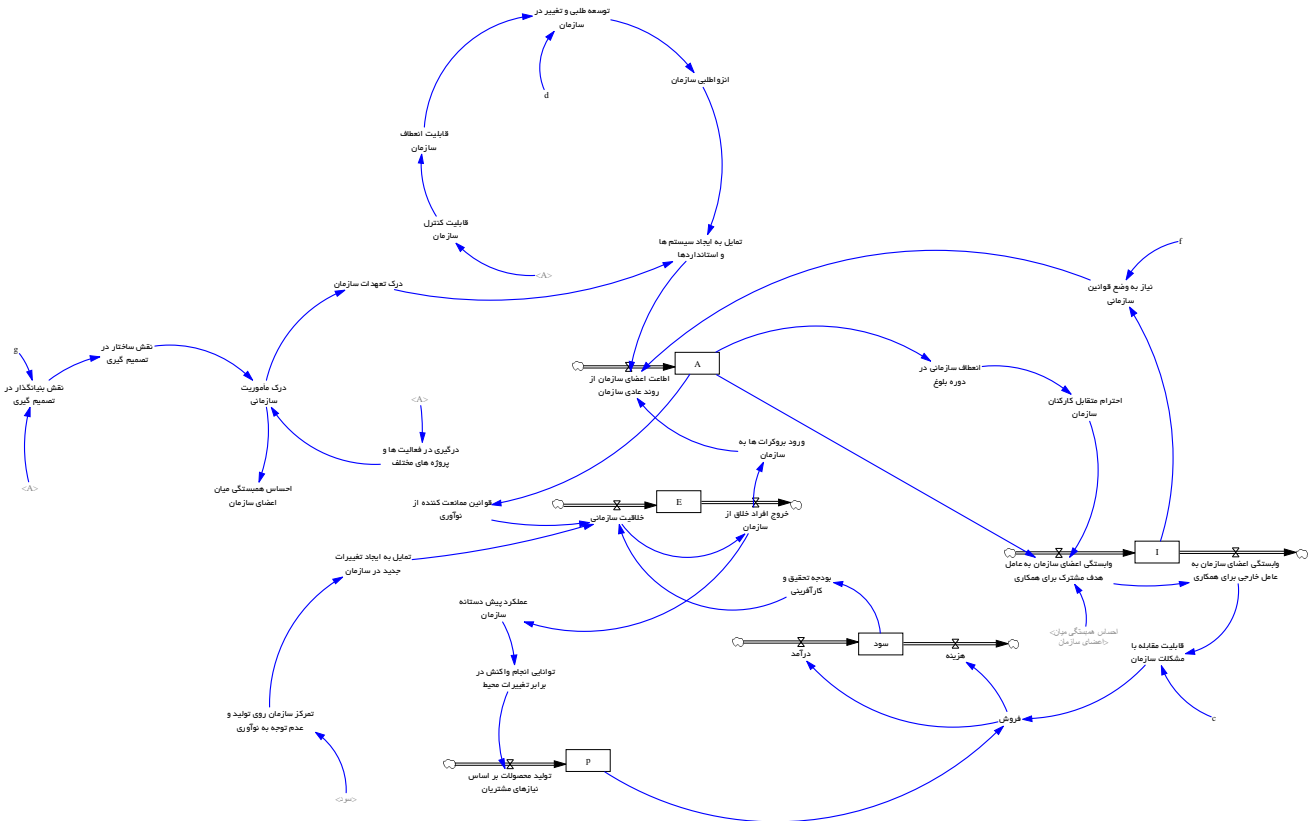 توسعه طلبی و تغییر در
سازمان
d
انزواطلبی سازمان
قابلیت انعطاف
سازمان
قابلیت کنترل
سازمان
<A>
تمایل به ایجاد سیستم ها
و استانداردها
f
درک تعهدات سازمان
نیاز به وضع قوانین
سازمانی
g
نقش ساختار در
تصمیم گیری
نقش بنیانگذار در
تصمیم گیری
درک مأموریت
سازمانی
<A>
A
اطاعت اعضای سازمان از
روند عادی سازمان
انعطاف سازمانی در
دوره بلوغ
احترام متقابل کارکنان
سازمان
ورود بروکرات ها به
سازمان
درگیری در فعالیت ها و
پروژه های مختلف
<A>
احساس همبستگی میان
اعضای سازمان
قوانین ممانعت کننده از
نوآوری
E
خلاقیت سازمانی
خروج افراد خلاق از
سازمان
I
وابستگی اعضای سازمان به عامل
هدف مشترک برای همکاری
وابستگی اعضای سازمان به
عامل خارجی برای همکاری
تمایل به ایجاد تغییرات
جدید در سازمان
بودجه تحقیق و
کارآفرینی
عملکرد پیش دستانه
سازمان
<احساس همبستگی میان
اعضای سازمان>
سود
درآمد
هزینه
قابلیت مقابله با
مشکلات سازمان
توانایی انجام واکنش در
برابر تغییرات محیط
تمرکز سازمان روی تولید و
عدم توجه به نوآوری
فروش
c
P
تولید محصولات بر اساس
نیازهای مشتریان
<سود>